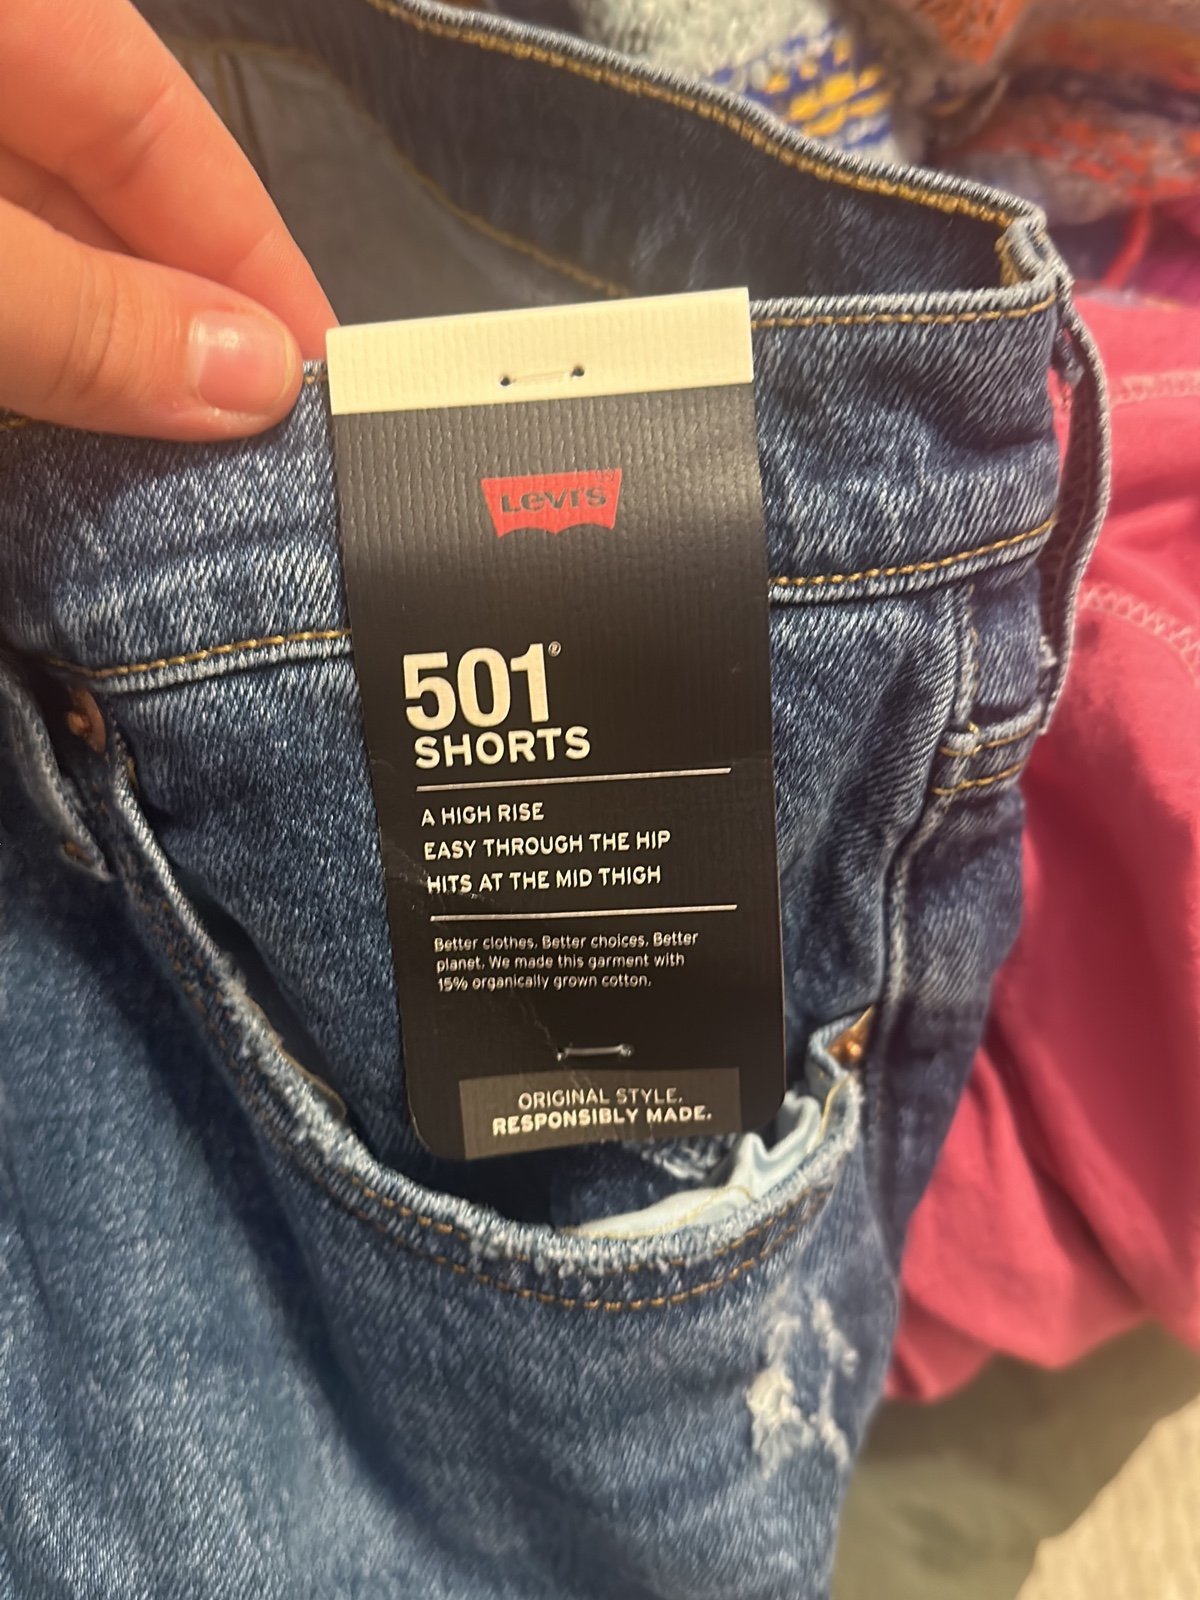 Levi's
501®
SHORTS
A HIGH RISE
EASY THROUGH THE HIP
HITS AT THE MID THIGH
Better clothes. Better choices. Better
planet. We made this garment with
15% organically grown cotton.
ORIGINAL STYLE.
RESPONSIBLY MADE.